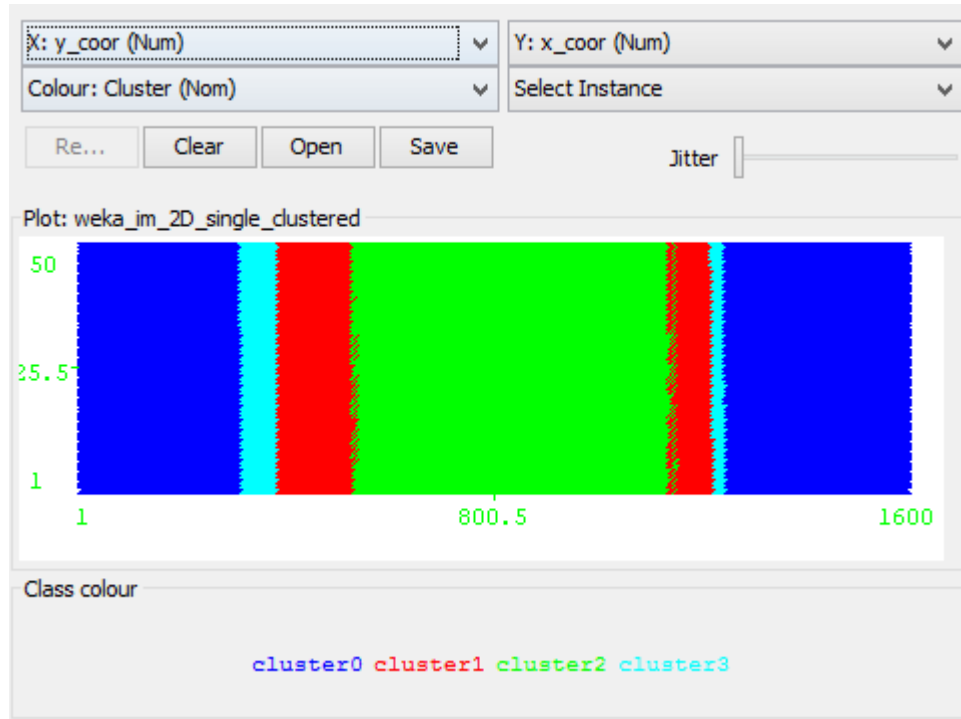 X: y_coor (Num) Y: x_coor (Num)
Colour: Cluster (Nom) Select Instance
Re... Clear Open Save Jitter
Plot: weka_im_2D_single_clustered
50
25.5
1
1 800.5 1600
Class colour
cluster0 cluster1 cluster2 cluster3